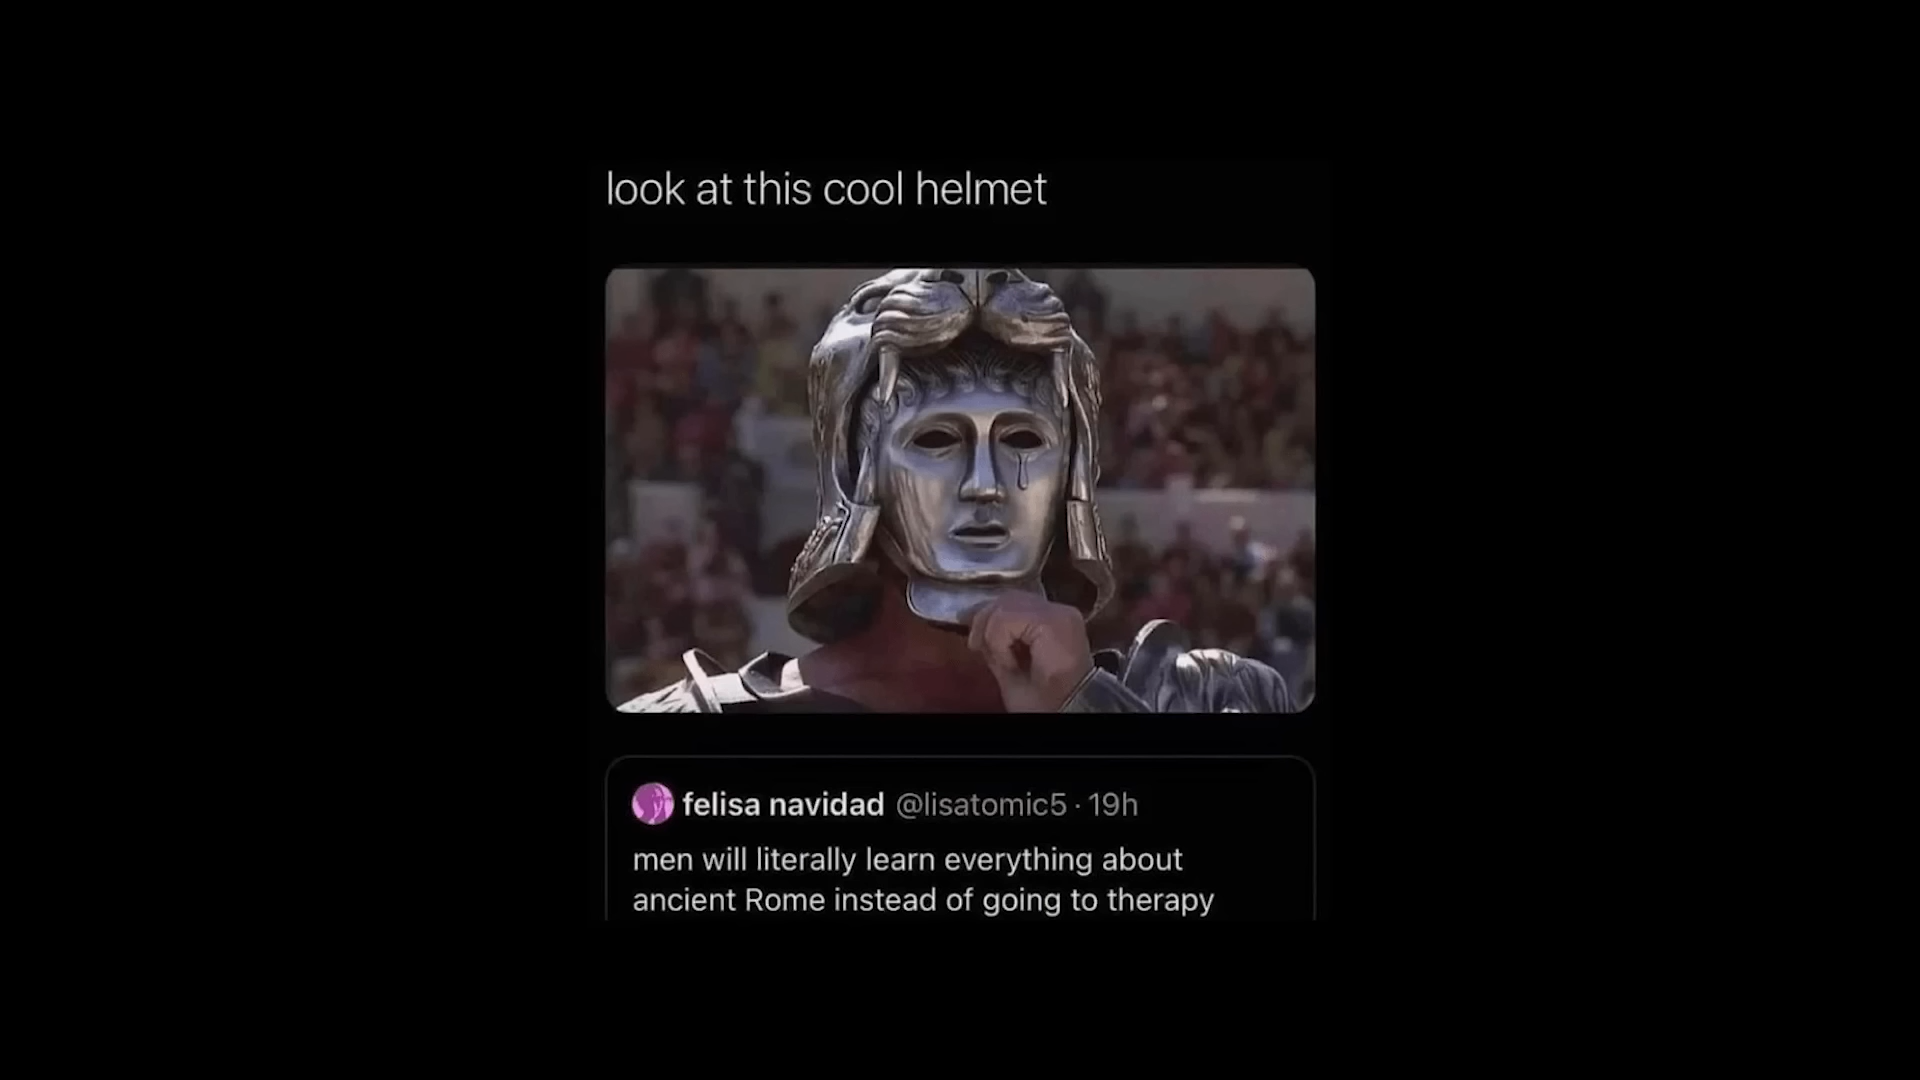 look at this cool helmet
felisa navidad @lisatomic5 · 19h
men will literally learn everything about
ancient Rome instead of going to therapy